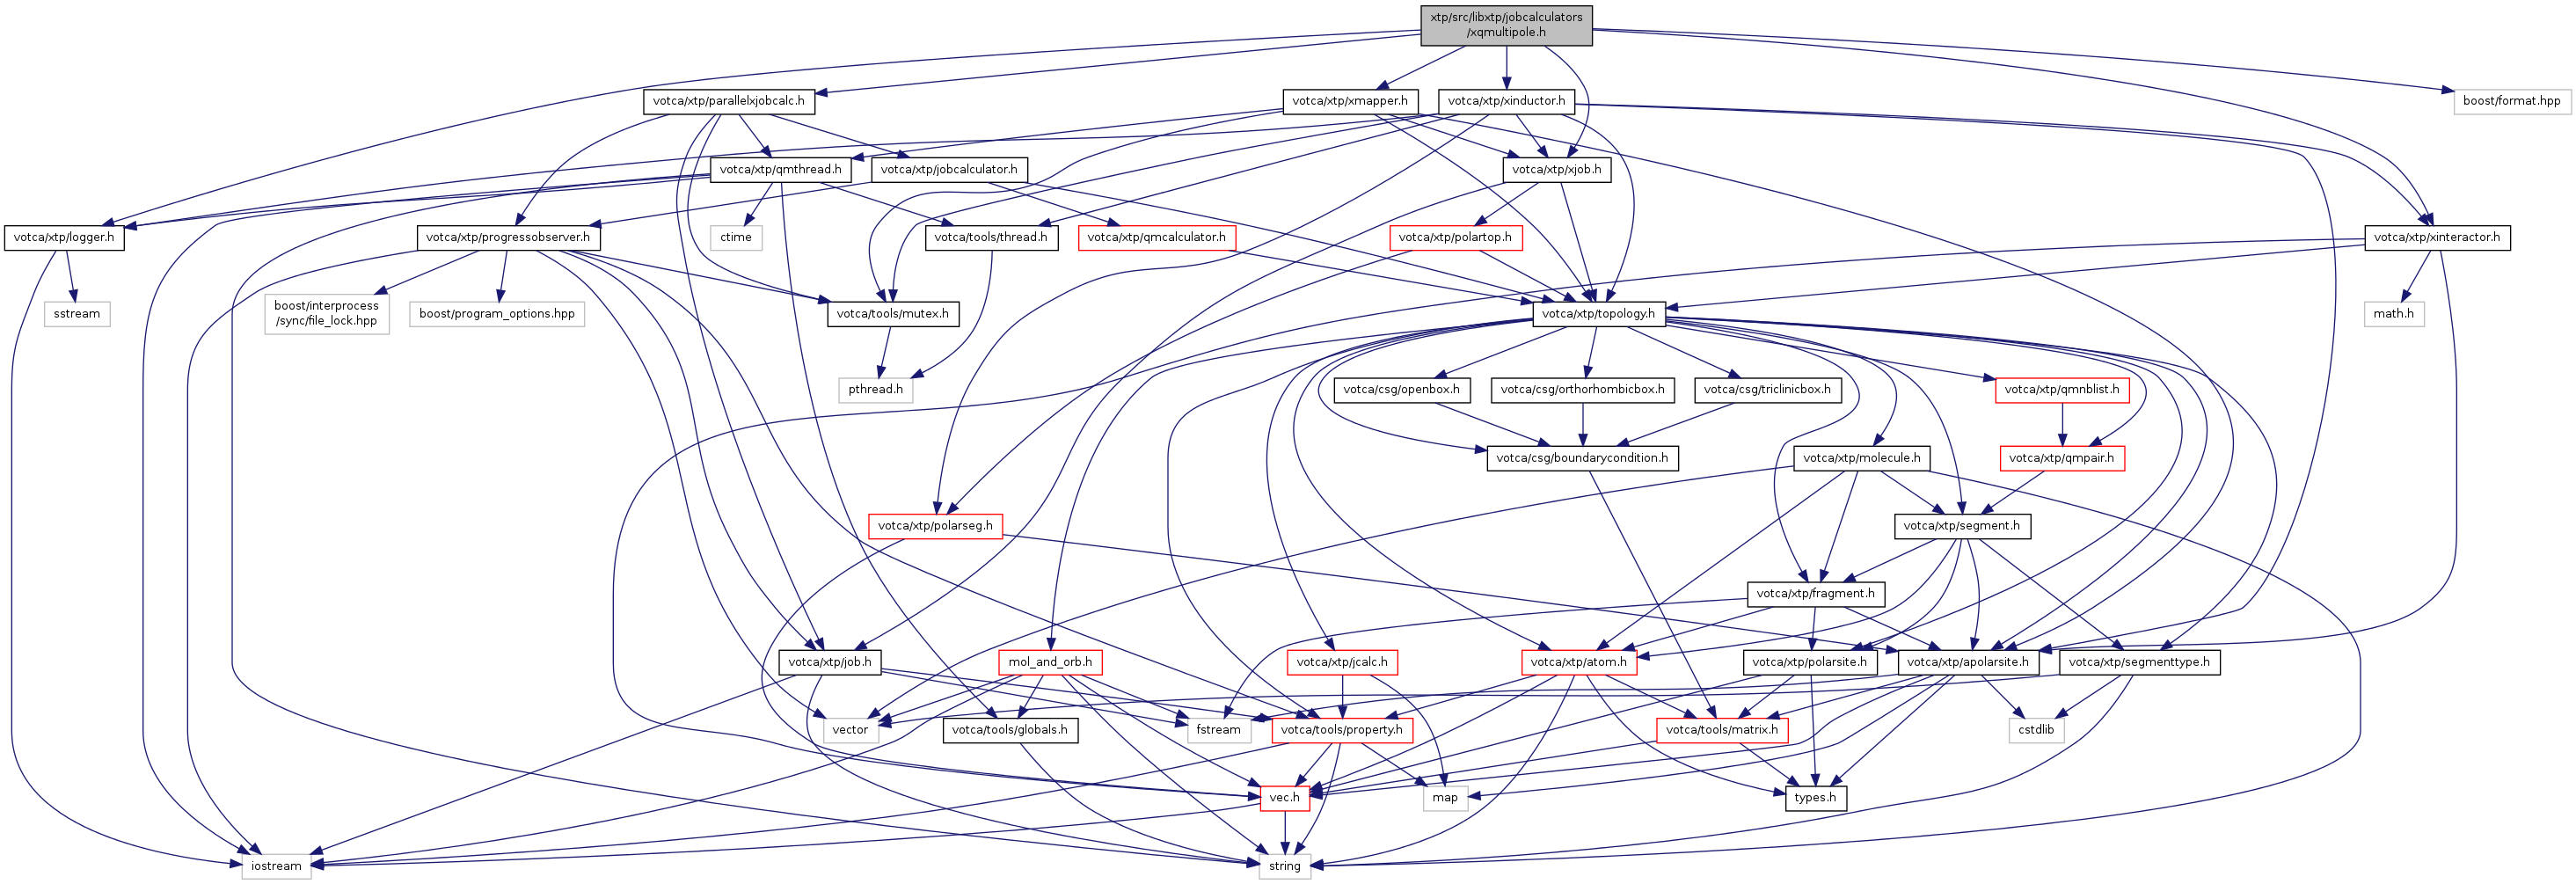 xtp/src/libxtp/jobcalculators
/xqmultipole.h
votca/xtp/parallelxjobcalc.h
votca/xtp/xmapper.h
votca/xtp/xinductor.h
boost/format.hpp
votca/xtp/qmthread.h
votca/xtp/jobcalculator.h
votca/xtp/xjob.h
votca/xtp/logger.h
votca/xtp/progressobserver.h
ctime
votca/tools/thread.h
votca/xtp/qmcalculator.h
votca/xtp/polartop.h
votca/xtp/xinteractor.h
sstream
boost/interprocess
/sync/file_lock.hpp
boost/program_options.hpp
votca/tools/mutex.h
votca/xtp/topology.h
math.h
pthread.h
votca/csg/openbox.h
votca/csg/orthorhombicbox.h
votca/csg/triclinicbox.h
votca/xtp/qmnblist.h
votca/csg/boundarycondition.h
votca/xtp/molecule.h
votca/xtp/qmpair.h
votca/xtp/polarseg.h
votca/xtp/segment.h
votca/xtp/fragment.h
votca/xtp/job.h
mol_and_orb.h
votca/xtp/jcalc.h
votca/xtp/atom.h
votca/xtp/polarsite.h
votca/xtp/apolarsite.h
votca/xtp/segmenttype.h
vector
votca/tools/globals.h
fstream
votca/tools/property.h
votca/tools/matrix.h
cstdlib
vec.h
map
types.h
iostream
string